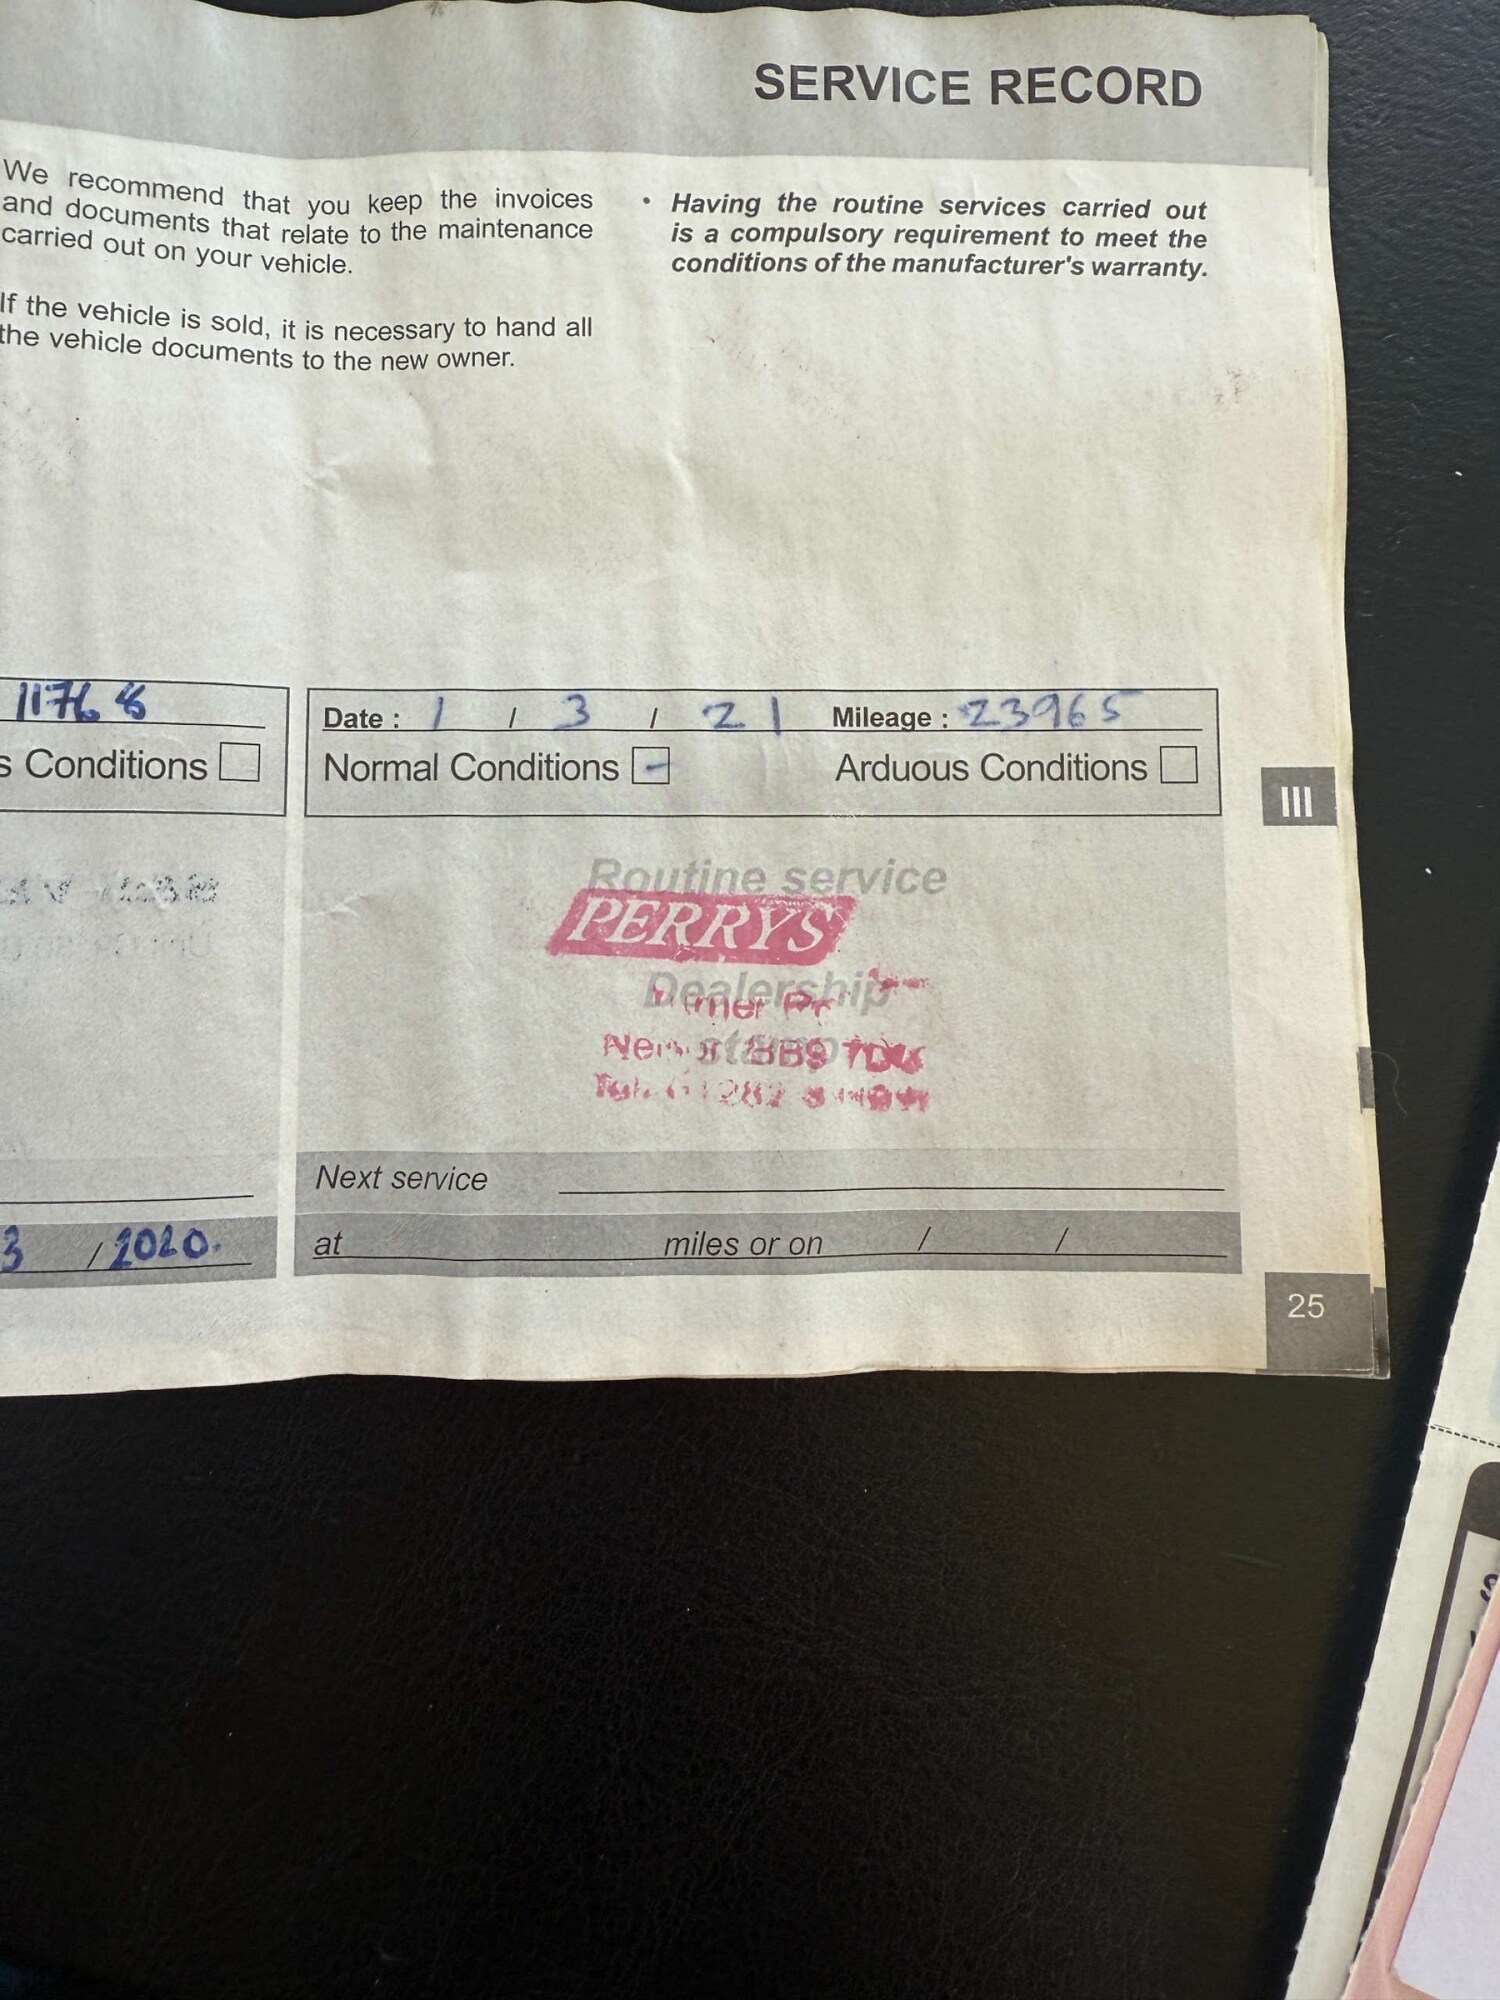 SERVICE RECORD
We recommend that you keep the invoices
and documents that relate to the maintenance
carried out on your vehicle.
If the vehicle is sold, it is necessary to hand all
the vehicle documents to the new owner.
• Having the routine services carried out
is a compulsory requirement to meet the
conditions of the manufacturer's warranty.
11768
s Conditions
3 / 2020.
Date : 1 / 3 / 21 Mileage : 23965
Normal Conditions Arduous Conditions
III
Routine service
PERRYS
Dealership
stamp
BB9 7DU
01282
Next service
at miles or on / /
25